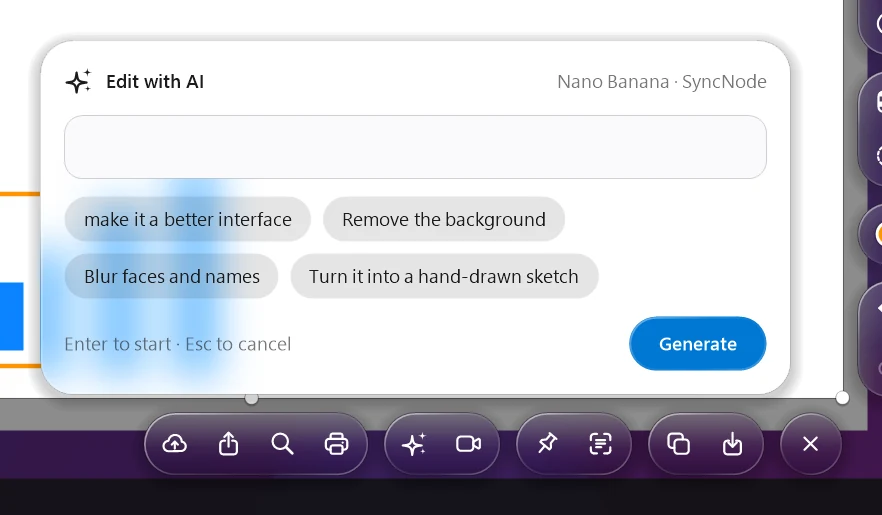 Edit with AI
Nano Banana · SyncNode
make it a better interface
Remove the background
Blur faces and names
Turn it into a hand-drawn sketch
Enter to start · Esc to cancel
Generate